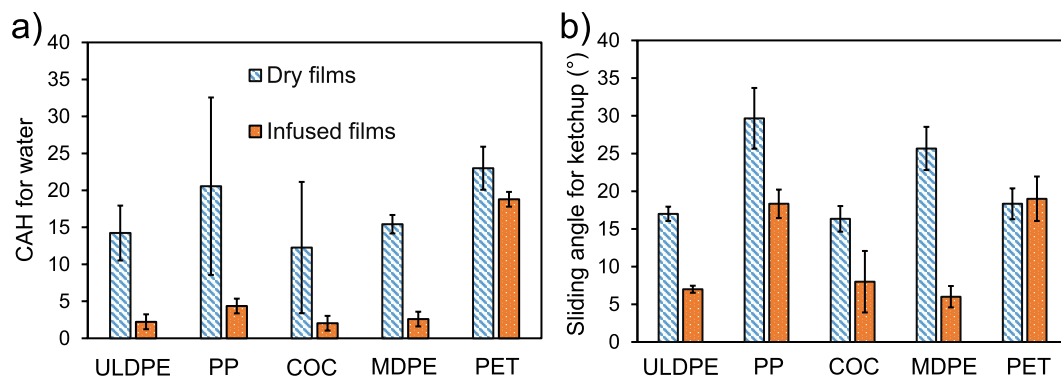 a)
CAH for water
40
35
30
25
20
15
10
5
0
Dry films
Infused films
ULDPE PP COC MDPE PET
b)
Sliding angle for ketchup (°)
40
35
30
25
20
15
10
5
0
ULDPE PP COC MDPE PET